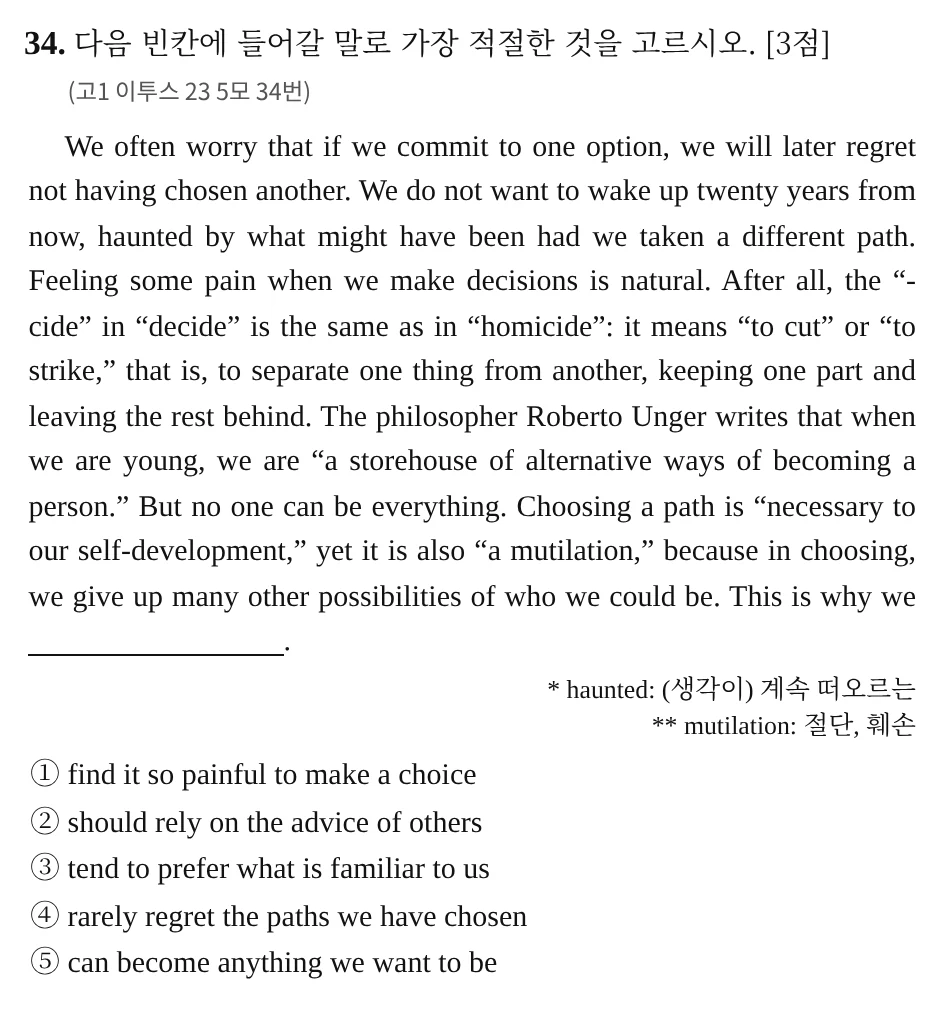 34. 다음 빈칸에 들어갈 말로 가장 적절한 것을 고르시오. [3점]
(고1 이투스 23 5모 34번)
We often worry that if we commit to one option, we will later regret
not having chosen another. We do not want to wake up twenty years from
now, haunted by what might have been had we taken a different path.
Feeling some pain when we make decisions is natural. After all, the “-
cide” in “decide” is the same as in “homicide”: it means “to cut” or “to
strike,” that is, to separate one thing from another, keeping one part and
leaving the rest behind. The philosopher Roberto Unger writes that when
we are young, we are “a storehouse of alternative ways of becoming a
person.” But no one can be everything. Choosing a path is “necessary to
our self-development,” yet it is also “a mutilation,” because in choosing,
we give up many other possibilities of who we could be. This is why we
.
* haunted: (생각이) 계속 떠오르는
** mutilation: 절단, 훼손
① find it so painful to make a choice
② should rely on the advice of others
③ tend to prefer what is familiar to us
④ rarely regret the paths we have chosen
⑤ can become anything we want to be